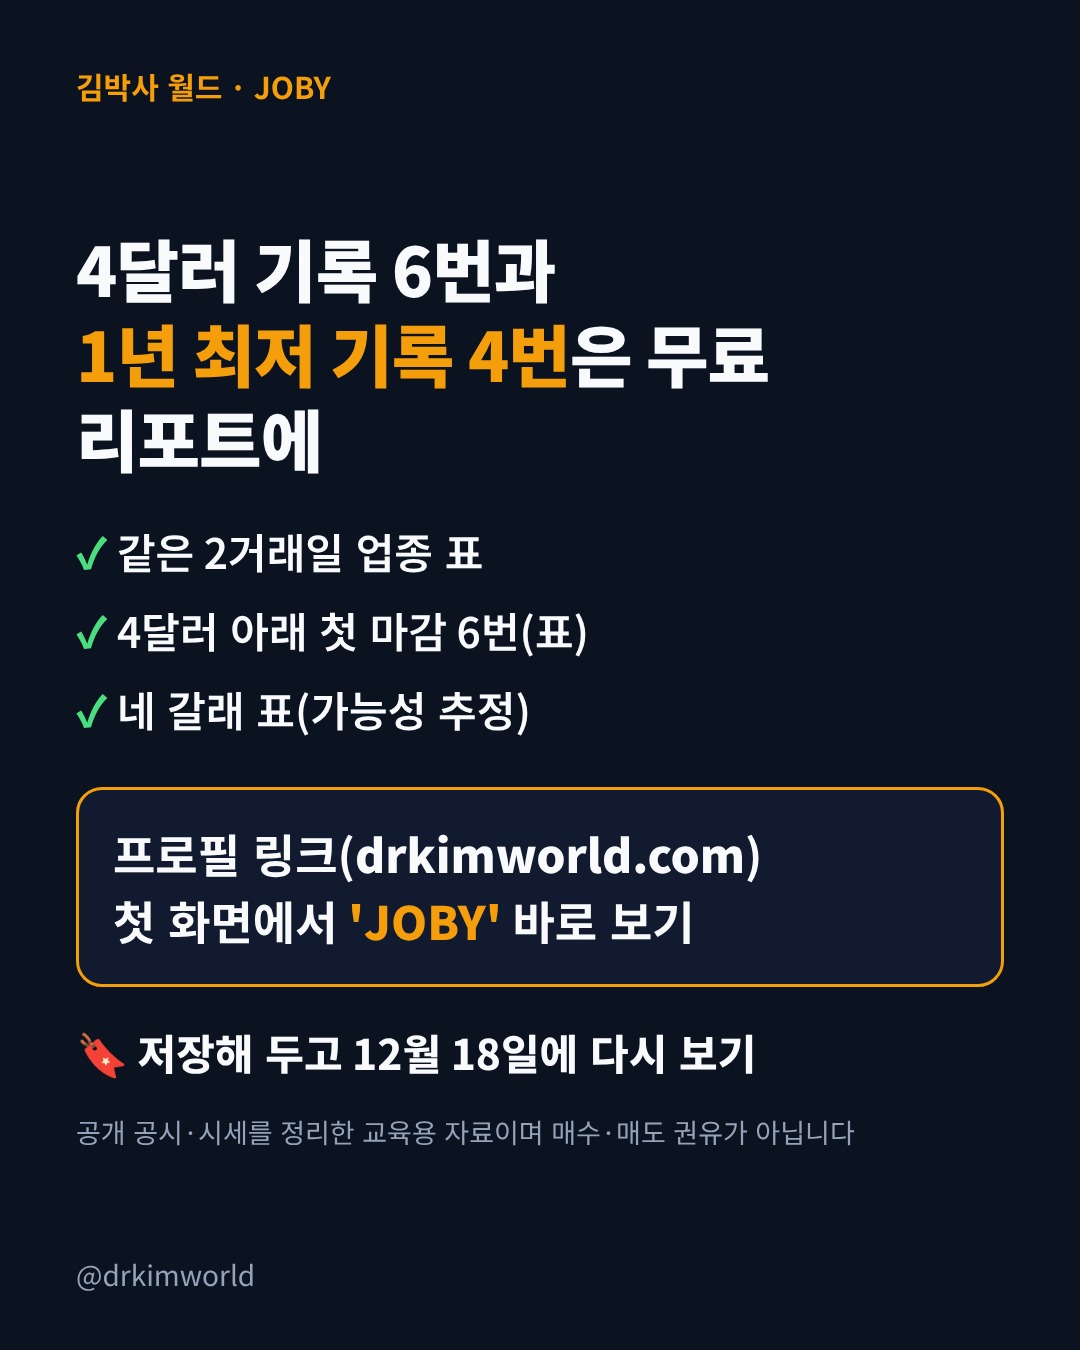 김박사 월드 · JOBY
4달러 기록 6번과
1년 최저 기록 4번은 무료
리포트에
✓ 같은 2거래일 업종 표
✓ 4달러 아래 첫 마감 6번(표)
✓ 네 갈래 표(가능성 추정)
프로필 링크(drkimworld.com)
첫 화면에서 'JOBY' 바로 보기
🔖 저장해 두고 12월 18일에 다시 보기
공개 공시·시세를 정리한 교육용 자료이며 매수·매도 권유가 아닙니다
@drkimworld